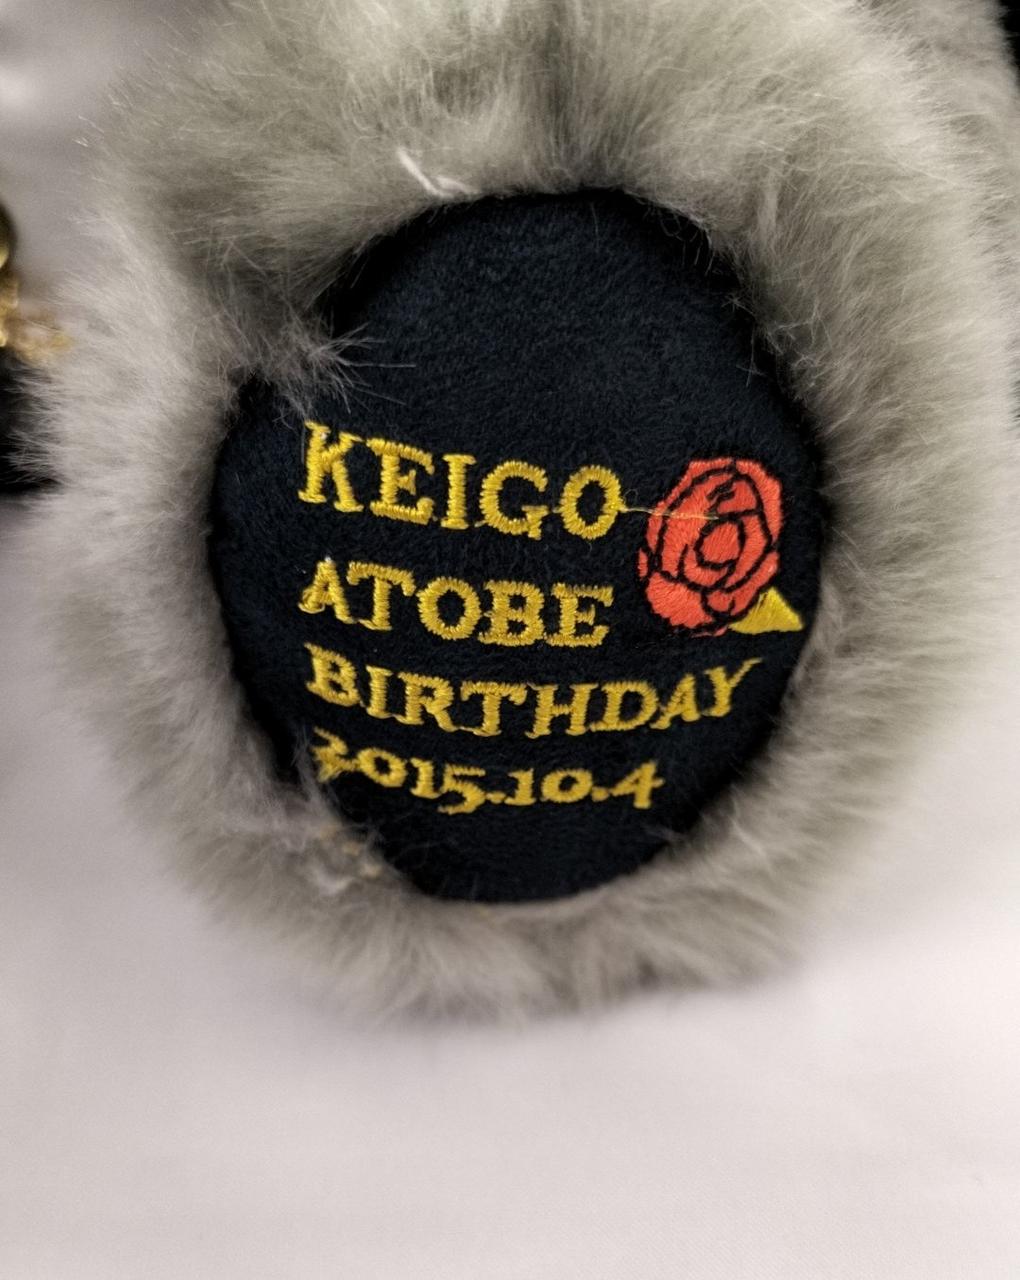 KEIGO
ATOBE
BIRTHDAY
2015.10.4